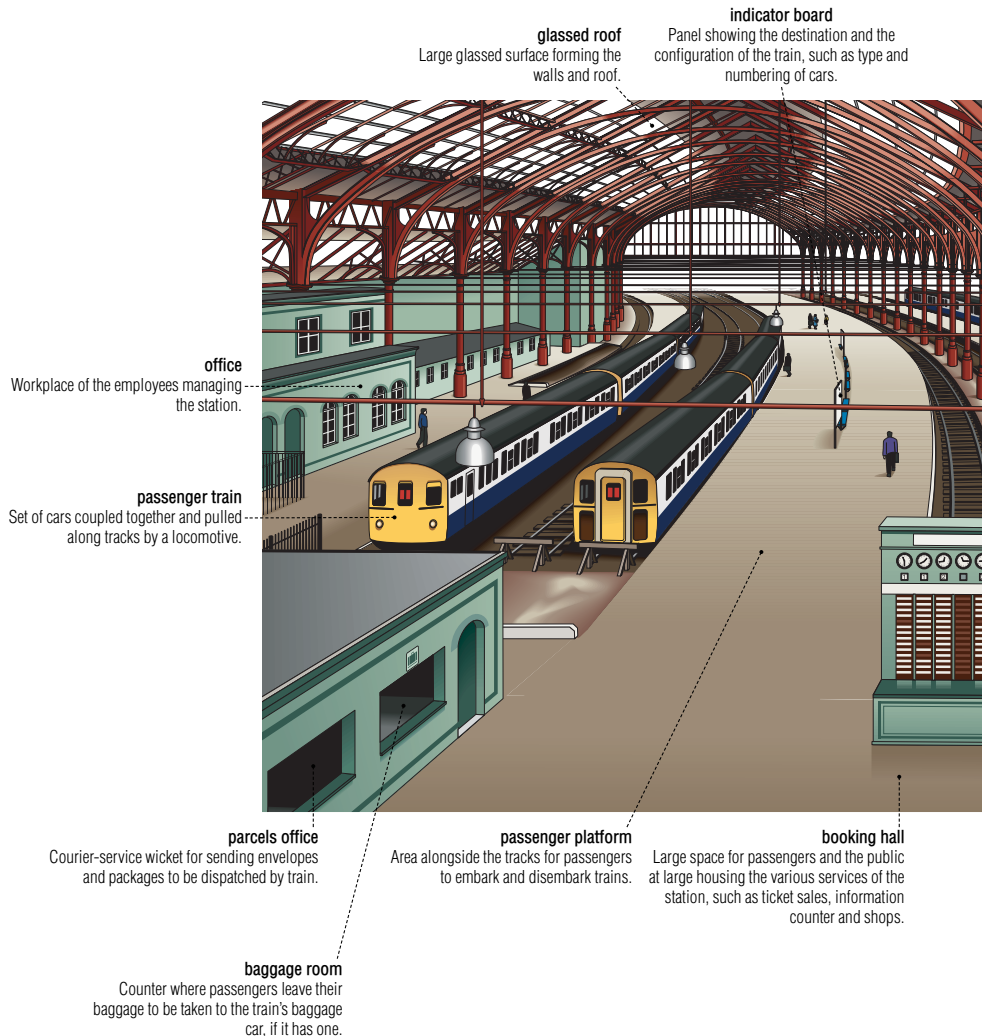 indicator board
Panel showing the destination and the
configuration of the train, such as type and
numbering of cars.
glassed roof
Large glassed surface forming the
walls and roof.
office
Workplace of the employees managing
the station.
passenger train
Set of cars coupled together and pulled
along tracks by a locomotive.
parcels office
Courier-service wicket for sending envelopes
and packages to be dispatched by train.
passenger platform
Area alongside the tracks for passengers
to embark and disembark trains.
booking hall
Large space for passengers and the public
at large housing the various services of the
station, such as ticket sales, information
counter and shops.
baggage room
Counter where passengers leave their
baggage to be taken to the train's baggage
car, if it has one.